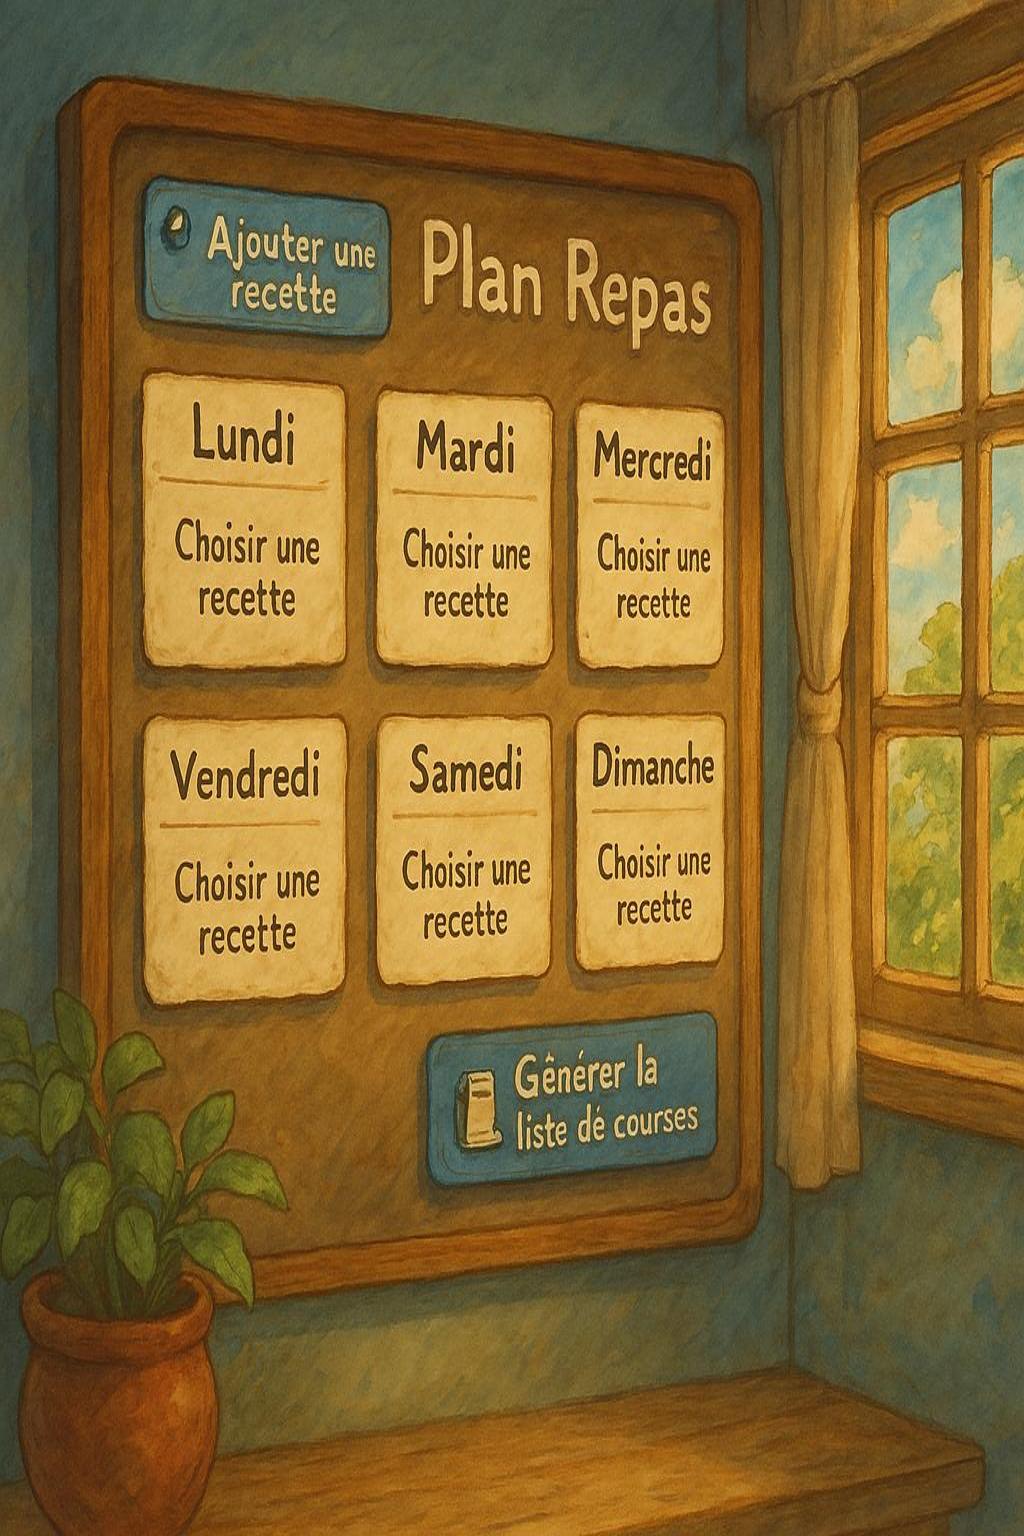 Ajouter une
recette
Plan Repas
Lundi
Choisir une
recette
Mardi
Choisir une
recette
Mercredi
Choisir une
recette
Vendredi
Choisir une
recette
Samedi
Choisir une
recette
Dimanche
Choisir une
recette
Gênérer la
liste dé courses